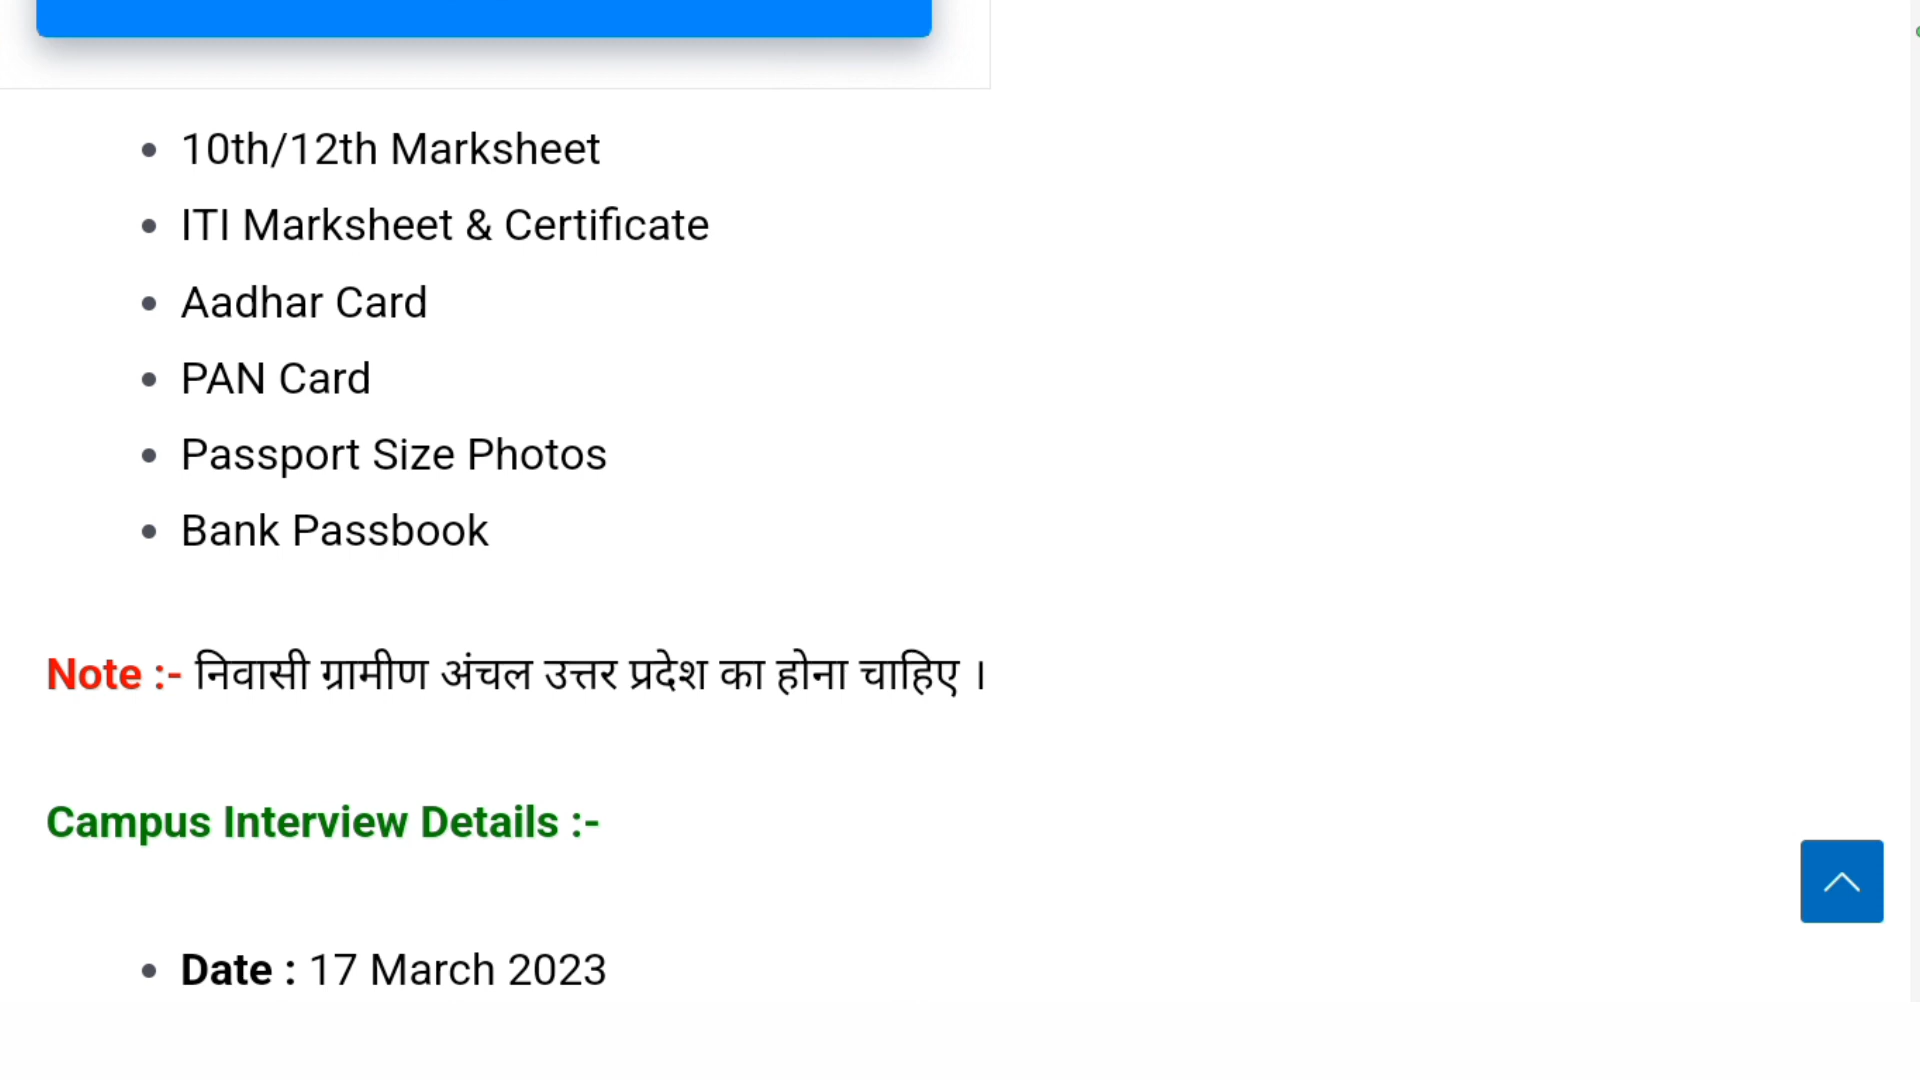 10th/12th Marksheet
ITI Marksheet & Certificate
Aadhar Card
PAN Card
Passport Size Photos
Bank Passbook
Note :- निवासी ग्रामीण अंचल उत्तर प्रदेश का होना चाहिए ।
Campus Interview Details :-
Date : 17 March 2023